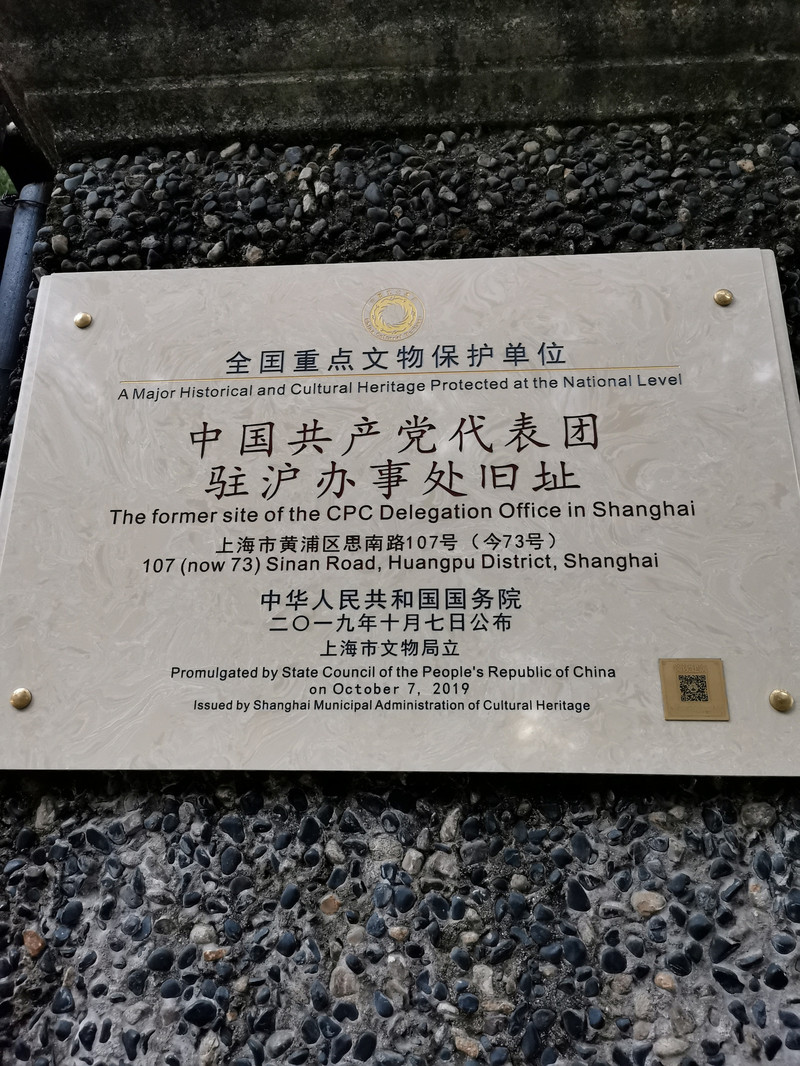 全国重点文物保护单位
A Major Historical and Cultural Heritage Protected at the National Level
中国共产党代表团
驻沪办事处旧址
The former site of the CPC Delegation Office in Shanghai
上海市黄浦区思南路107号（今73号）
107 (now 73) Sinan Road, Huangpu District, Shanghai
中华人民共和国国务院
二〇一九年十月七日公布
上海市文物局立
Promulgated by State Council of the People's Republic of China
on October 7, 2019
Issued by Shanghai Municipal Administration of Cultural Heritage